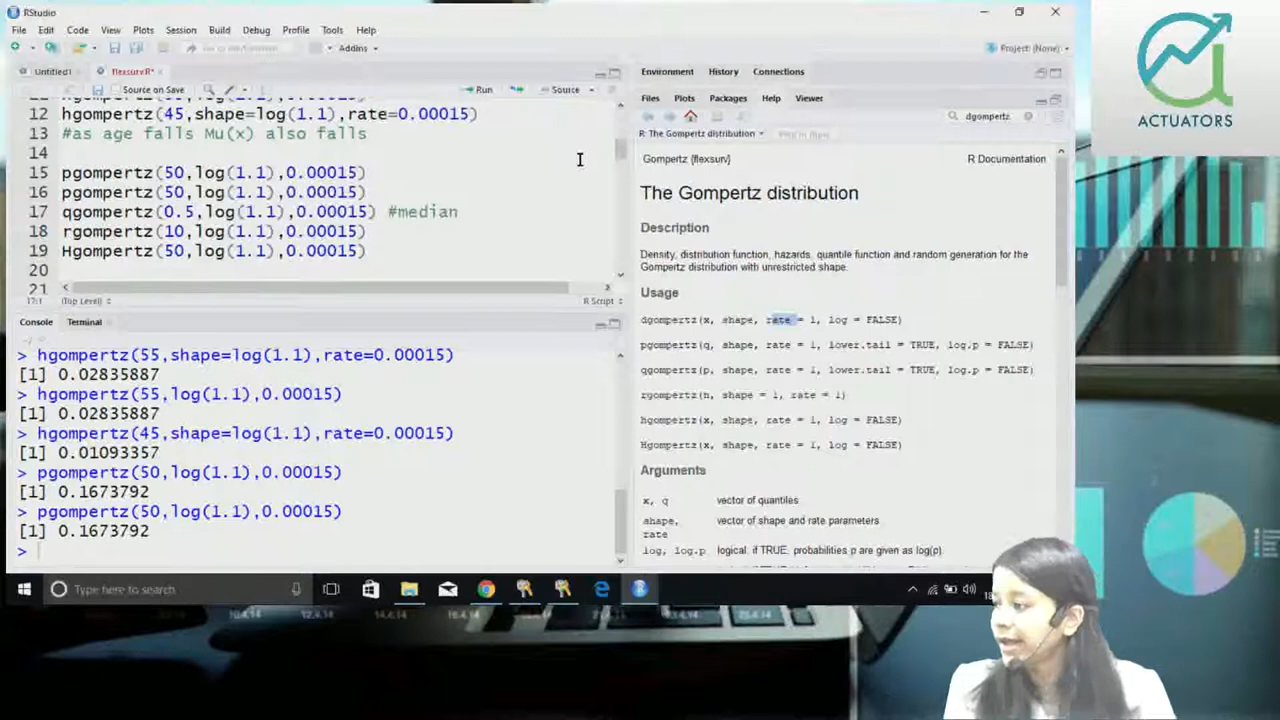 RStudio
File Edit Code View Plots Session Build Debug Profile Tools Help
Addins
Project: (None)
Untitled1 flexsurv.R*
Source on Save Run Source
12 hgompertz(45,shape=log(1.1),rate=0.00015)
13 #as age falls Mu(x) also falls
14
15 pgompertz(50,log(1.1),0.00015)
16 pgompertz(50,log(1.1),0.00015)
17 qgompertz(0.5,log(1.1),0.00015) #median
18 rgompertz(10,log(1.1),0.00015)
19 Hgompertz(50,log(1.1),0.00015)
20
21
17:1 (Top Level) R Script
Console Terminal
> hgompertz(55,shape=log(1.1),rate=0.00015)
[1] 0.02835887
> hgompertz(55,log(1.1),0.00015)
[1] 0.02835887
> hgompertz(45,shape=log(1.1),rate=0.00015)
[1] 0.01093357
> pgompertz(50,log(1.1),0.00015)
[1] 0.1673792
> pgompertz(50,log(1.1),0.00015)
[1] 0.1673792
>
Environment History Connections
Files Plots Packages Help Viewer
dgompertz
R: The Gompertz distribution Find in Topic
Gompertz {flexsurv} R Documentation
The Gompertz distribution
Description
Density, distribution function, hazards, quantile function and random generation for the
Gompertz distribution with unrestricted shape.
Usage
dgompertz(x, shape, rate = 1, log = FALSE)
pgompertz(q, shape, rate = 1, lower.tail = TRUE, log.p = FALSE)
qgompertz(p, shape, rate = 1, lower.tail = TRUE, log.p = FALSE)
rgompertz(n, shape = 1, rate = 1)
hgompertz(x, shape, rate = 1, log = FALSE)
Hgompertz(x, shape, rate = 1, log = FALSE)
Arguments
x, q vector of quantiles
shape, vector of shape and rate parameters
rate
log, log.p logical; if TRUE, probabilities p are given as log(p).
Type here to search
ACTUATORS